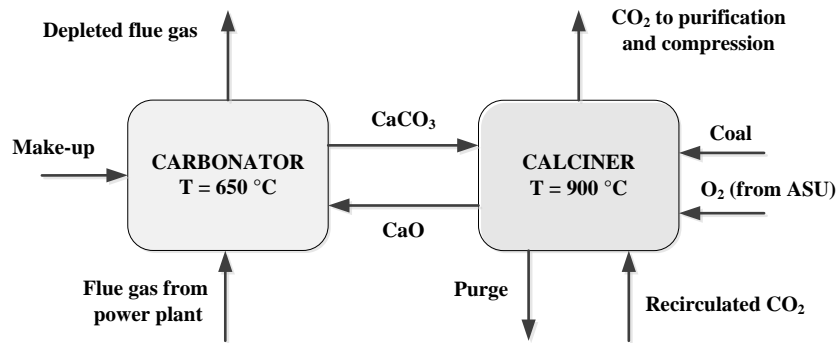 Depleted flue gas
CO₂ to purification
and compression
Make-up
CARBONATOR
T = 650 °C
CaCO₃
CaO
CALCINER
T = 900 °C
Coal
O₂ (from ASU)
Flue gas from
power plant
Purge
Recirculated CO₂